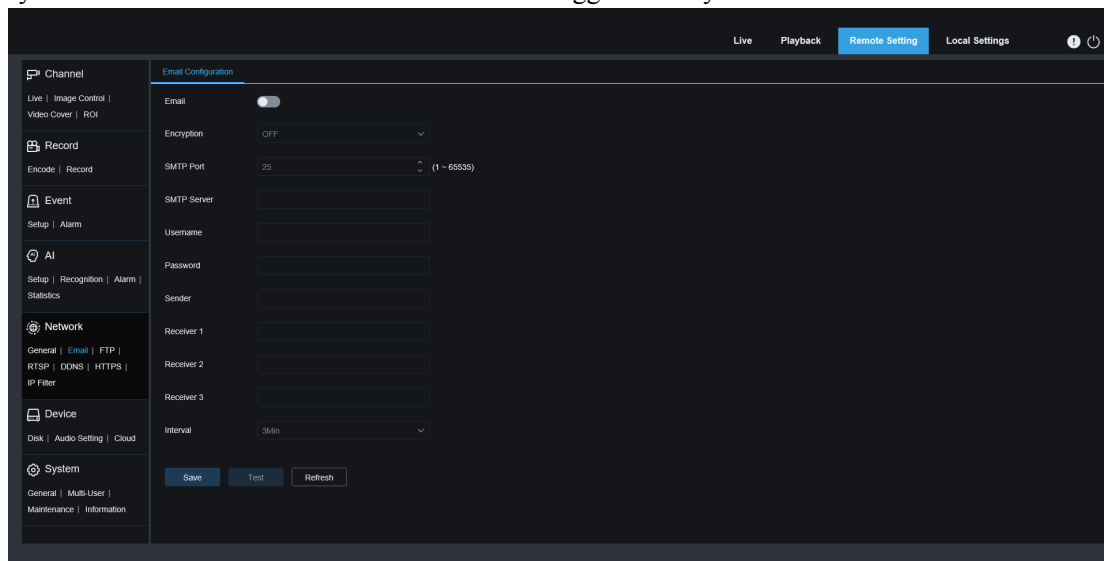 Live Playback Remote Setting Local Settings
Channel
Live | Image Control |
Video Cover | ROI
Record
Encode | Record
Event
Setup | Alarm
AI
Setup | Recognition | Alarm |
Statistics
Network
General | Email | FTP |
RTSP | DDNS | HTTPS |
IP Filter
Device
Disk | Audio Setting | Cloud
System
General | Multi-User |
Maintenance | Information
Email Configuration
Email
Encryption OFF
SMTP Port 25 (1 ~ 65535)
SMTP Server
Username
Password
Sender
Receiver 1
Receiver 2
Receiver 3
Interval 3Min
Save Test Refresh